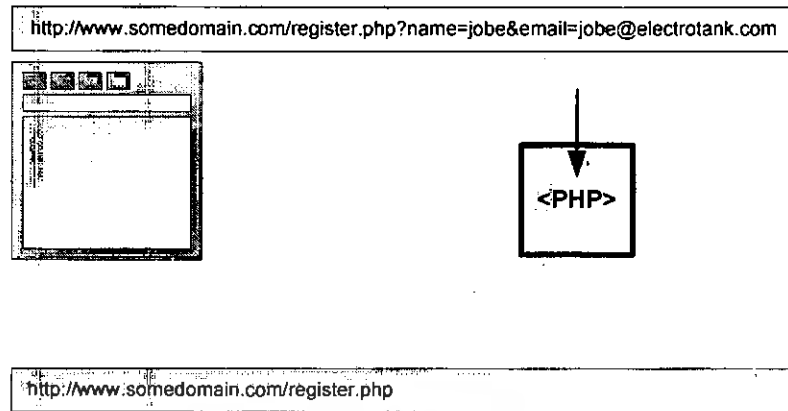 http://www.somedomain.com/register.php?name=jobe&email=jobe@electrotank.com
<PHP>
http://www.somedomain.com/register.php